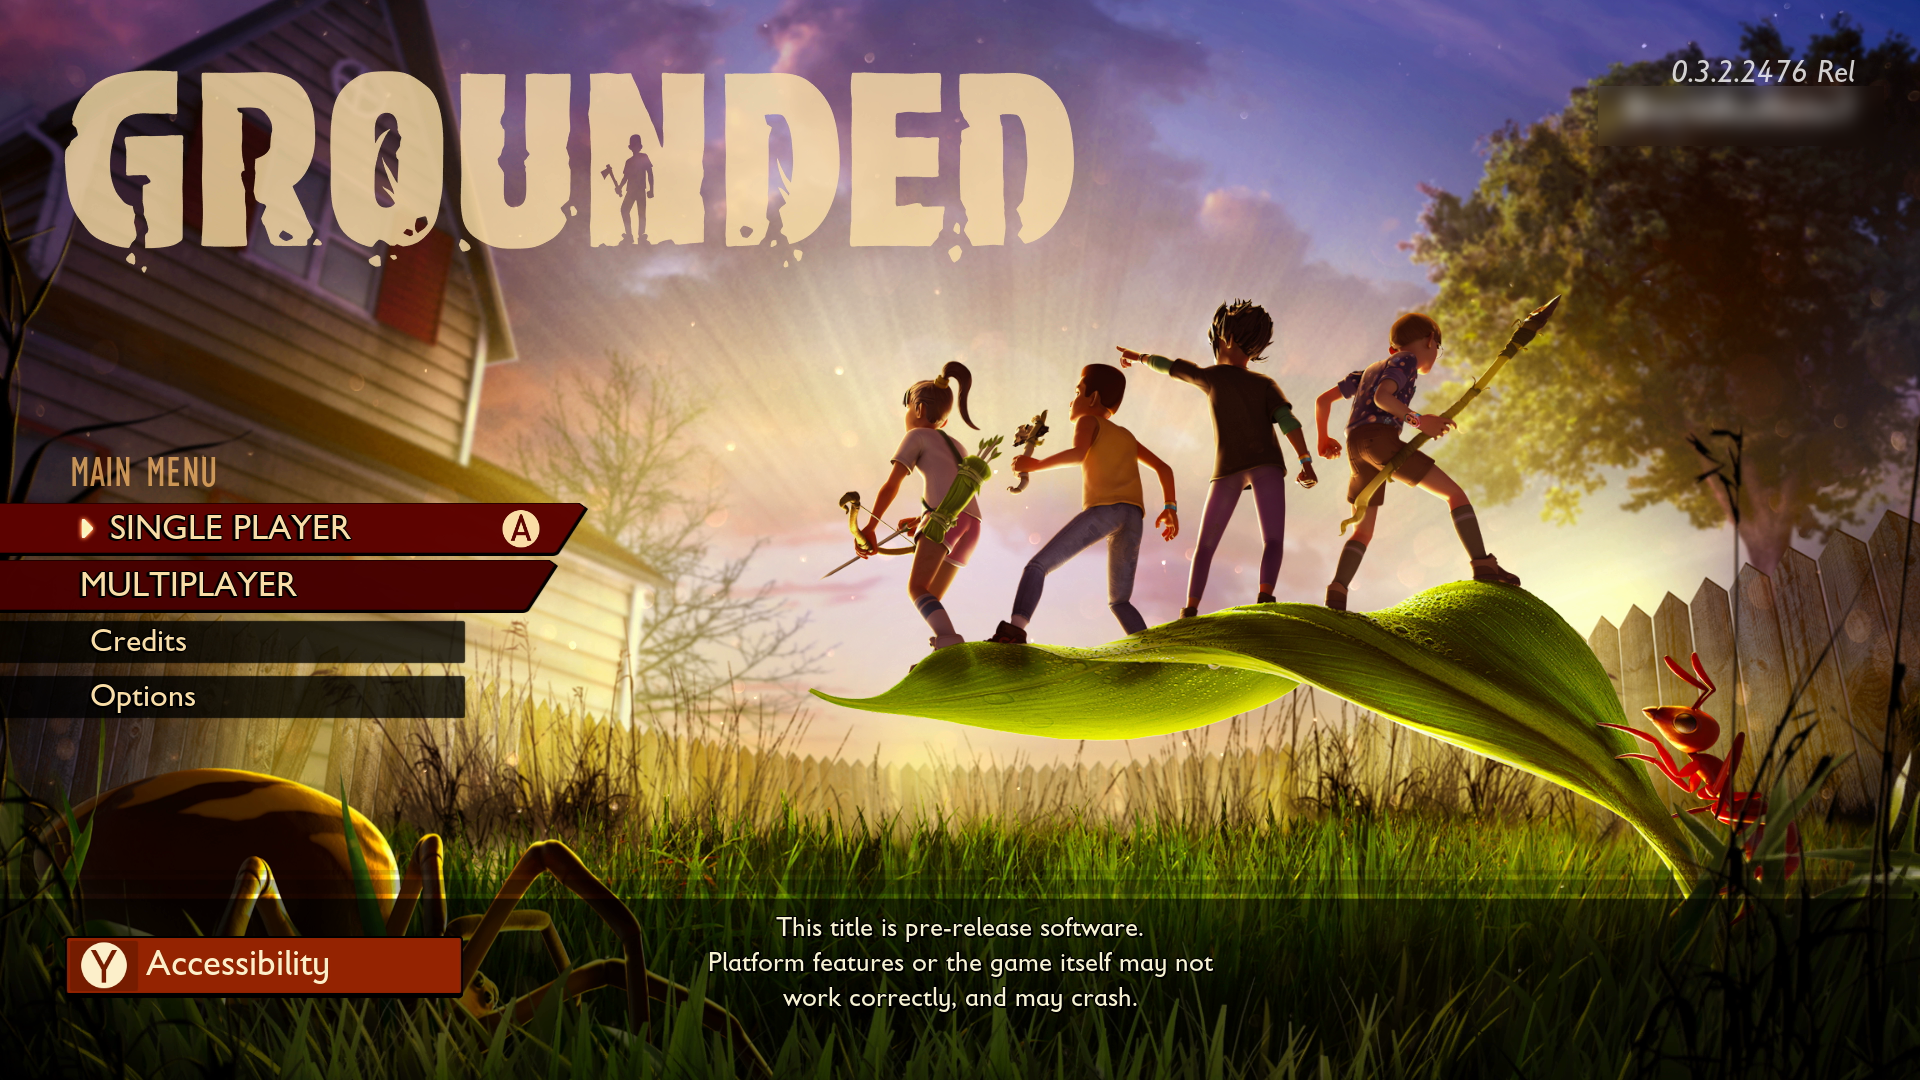 GROUNDED
0.3.2.2476 Rel
MAIN MENU
SINGLE PLAYER A
MULTIPLAYER
Credits
Options
Y Accessibility
This title is pre-release software.
Platform features or the game itself may not
work correctly, and may crash.